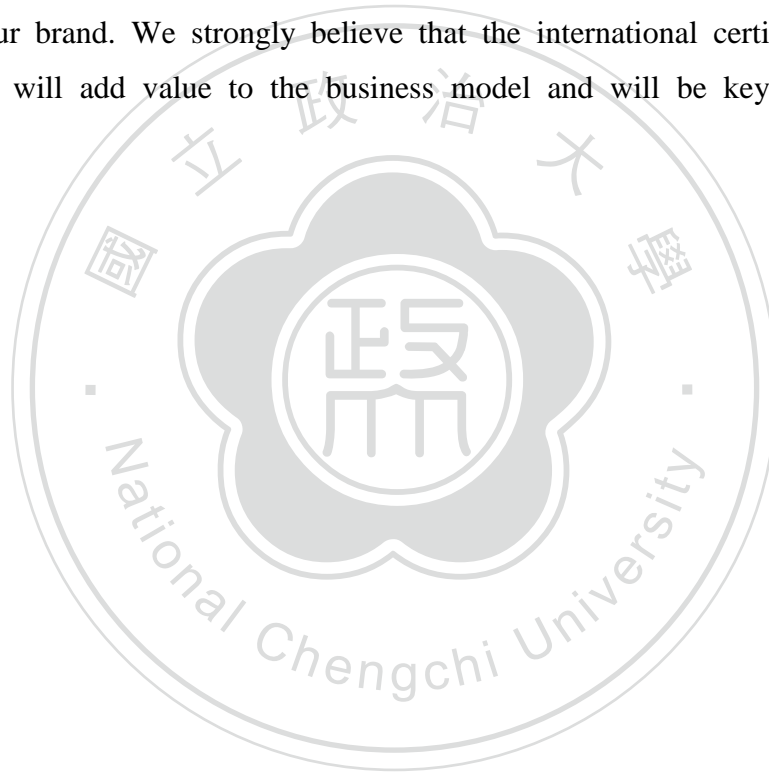 ur brand. We strongly believe that the international certi
will add value to the business model and will be key
國立政治大學
政大
National Chengchi University